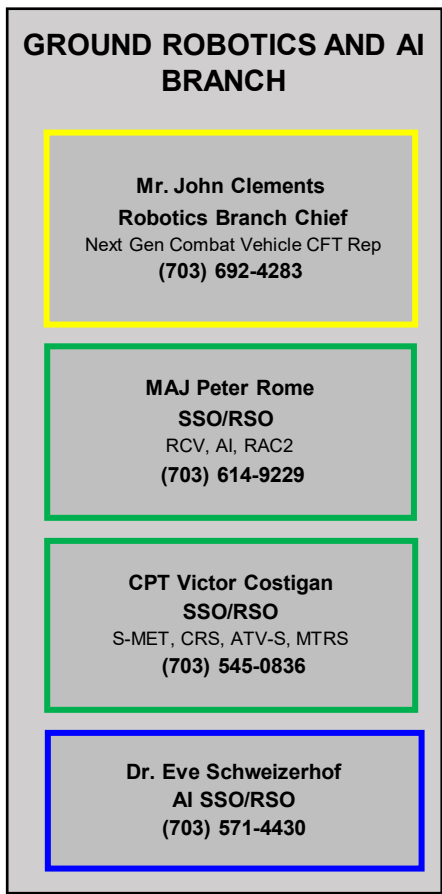 GROUND ROBOTICS AND AI
BRANCH
Mr. John Clements
Robotics Branch Chief
Next Gen Combat Vehicle CFT Rep
(703) 692-4283
MAJ Peter Rome
SSO/RSO
RCV, AI, RAC2
(703) 614-9229
CPT Victor Costigan
SSO/RSO
S-MET, CRS, ATV-S, MTRS
(703) 545-0836
Dr. Eve Schweizerhof
AI SSO/RSO
(703) 571-4430